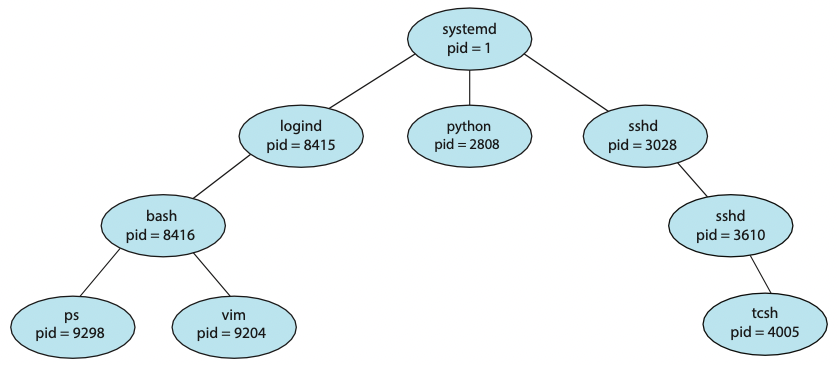 systemd
pid = 1
logind
pid = 8415
python
pid = 2808
sshd
pid = 3028
bash
pid = 8416
sshd
pid = 3610
ps
pid = 9298
vim
pid = 9204
tcsh
pid = 4005